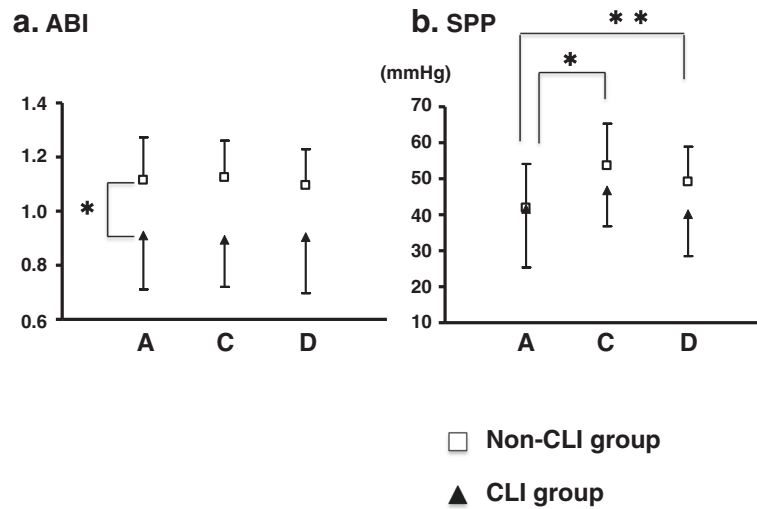 a. ABI
1.4
1.2
1.0
0.8
0.6
*
A C D
b. SPP
(mmHg)
* *
*
70
60
50
40
30
20
10
A C D
Non-CLI group
CLI group